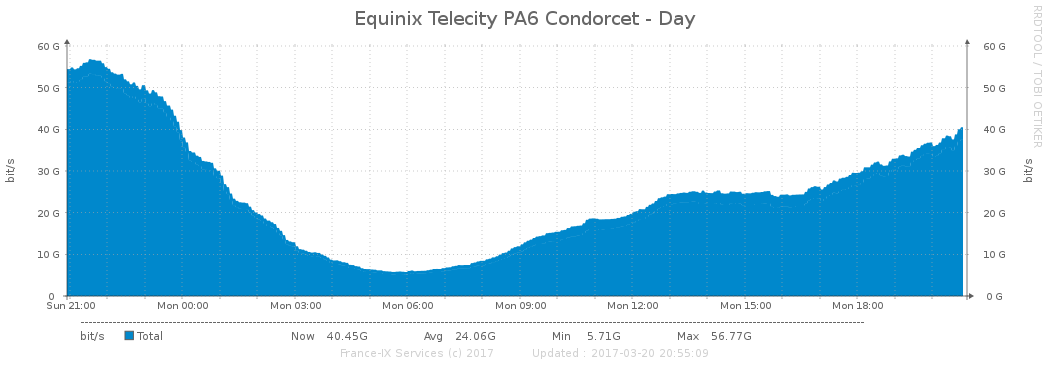 Equinix Telecity PA6 Condorcet - Day
RRDTOOL / TOBI OETIKER
bit/s
60 G 60 G
50 G 50 G
40 G 40 G
30 G 30 G
20 G 20 G
10 G 10 G
0 0 G
bit/s
Sun 21:00 Mon 00:00 Mon 03:00 Mon 06:00 Mon 09:00 Mon 12:00 Mon 15:00 Mon 18:00
bit/s Total Now 40.45G Avg 24.06G Min 5.71G Max 56.77G
France-IX Services (c) 2017 Updated : 2017-03-20 20:55:09